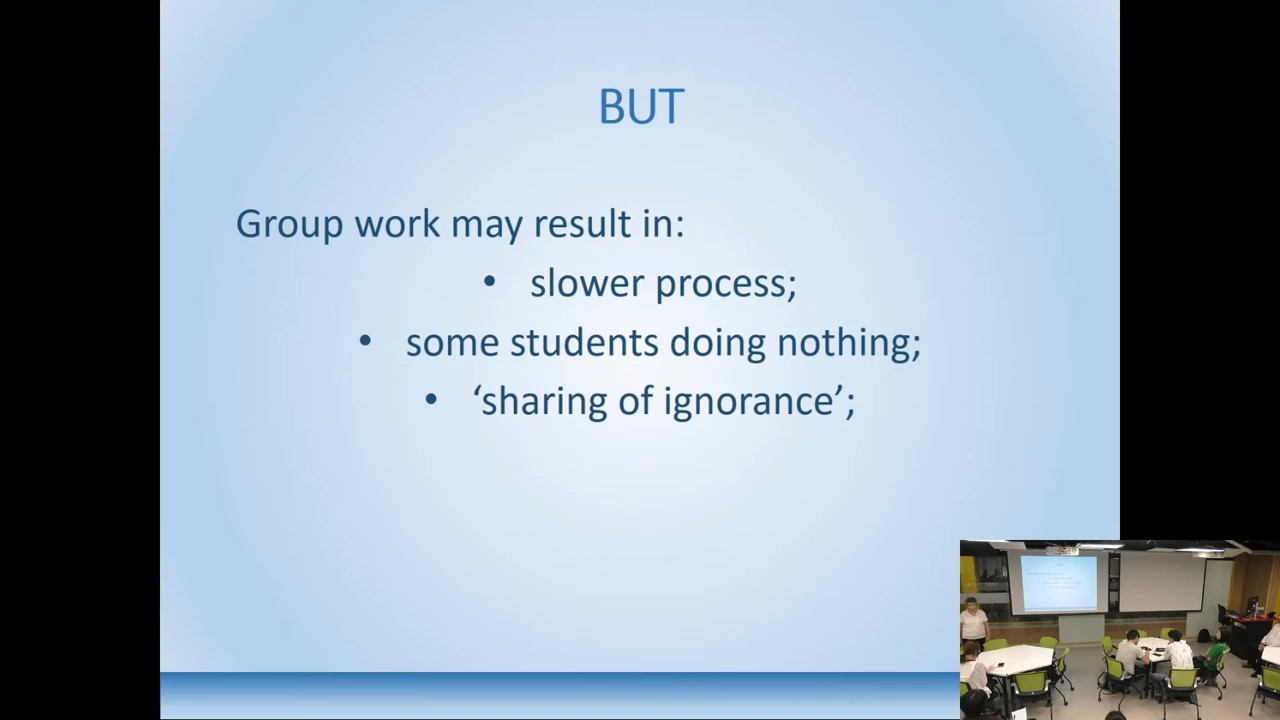 BUT
Group work may result in:
• slower process;
• some students doing nothing;
• ‘sharing of ignorance’;